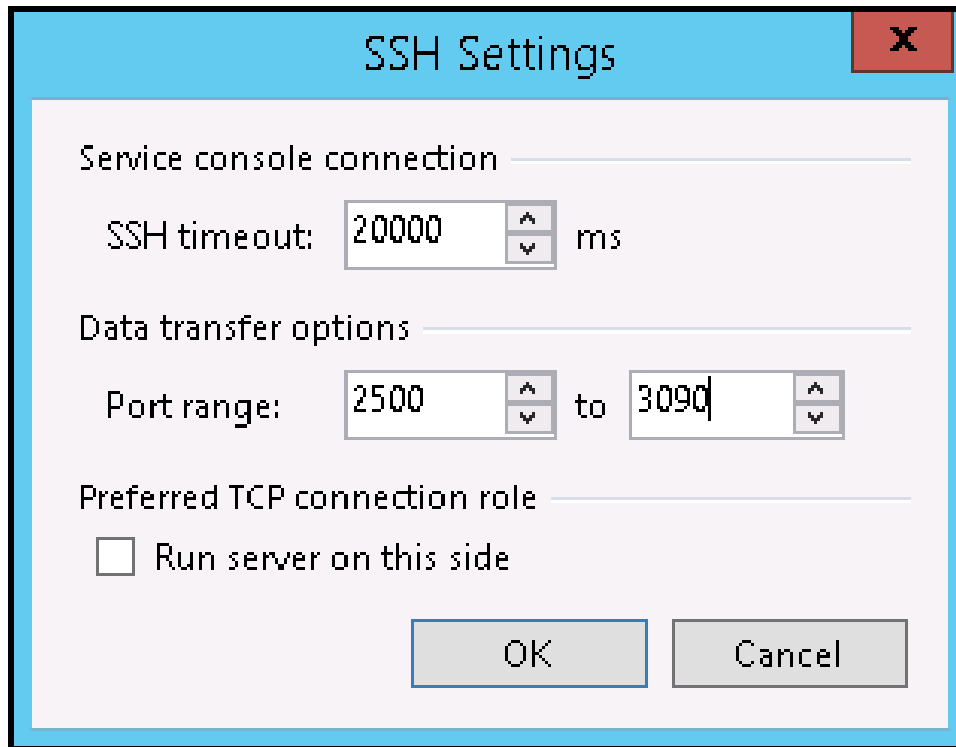 SSH Settings
x
Service console connection
SSH timeout: 20000 ms
Data transfer options
Port range: 2500 to 3090
Preferred TCP connection role
Run server on this side
OK Cancel